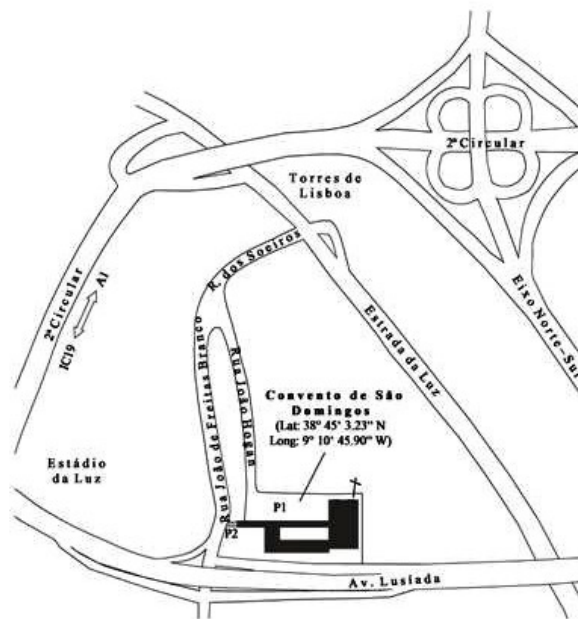 2ª Circular
Torres de
Lisboa
R. dos Soeiros
A1
2ª Circular
IC19
Eixo Norte-Sul
Estrada da Luz
Rua João de Freitas Branco
Rua João Hogan
Convento de São
Domingos
(Lat: 38º 45' 3.23" N
Long: 9º 10' 45.90" W)
Estádio
da Luz
P1
P2
Av. Lusíada